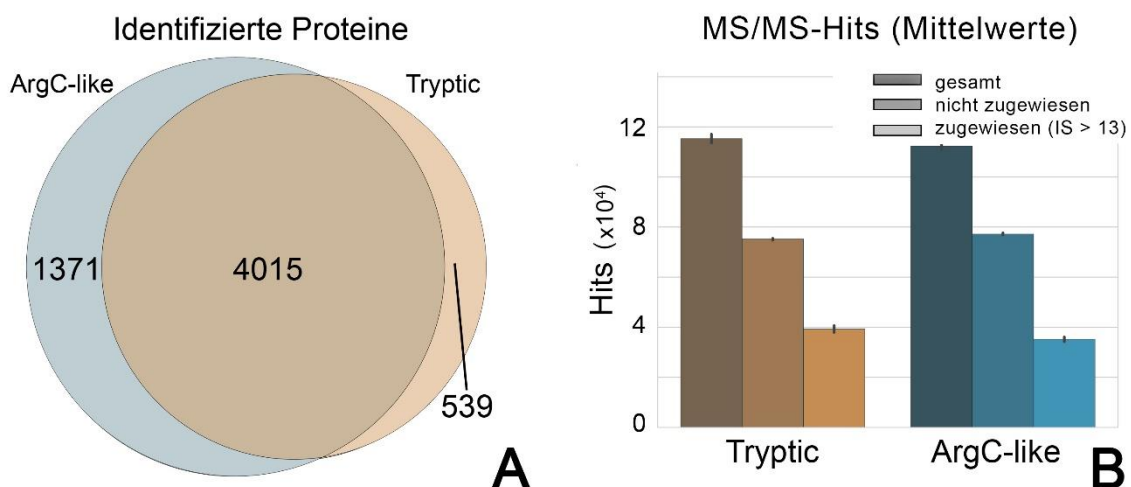 Identifizierte Proteine
ArgC-like
Tryptic
1371
4015
539
A
MS/MS-Hits (Mittelwerte)
gesamt
nicht zugewiesen
zugewiesen (IS > 13)
Hits (x10⁴)
12
8
4
0
Tryptic
ArgC-like
B